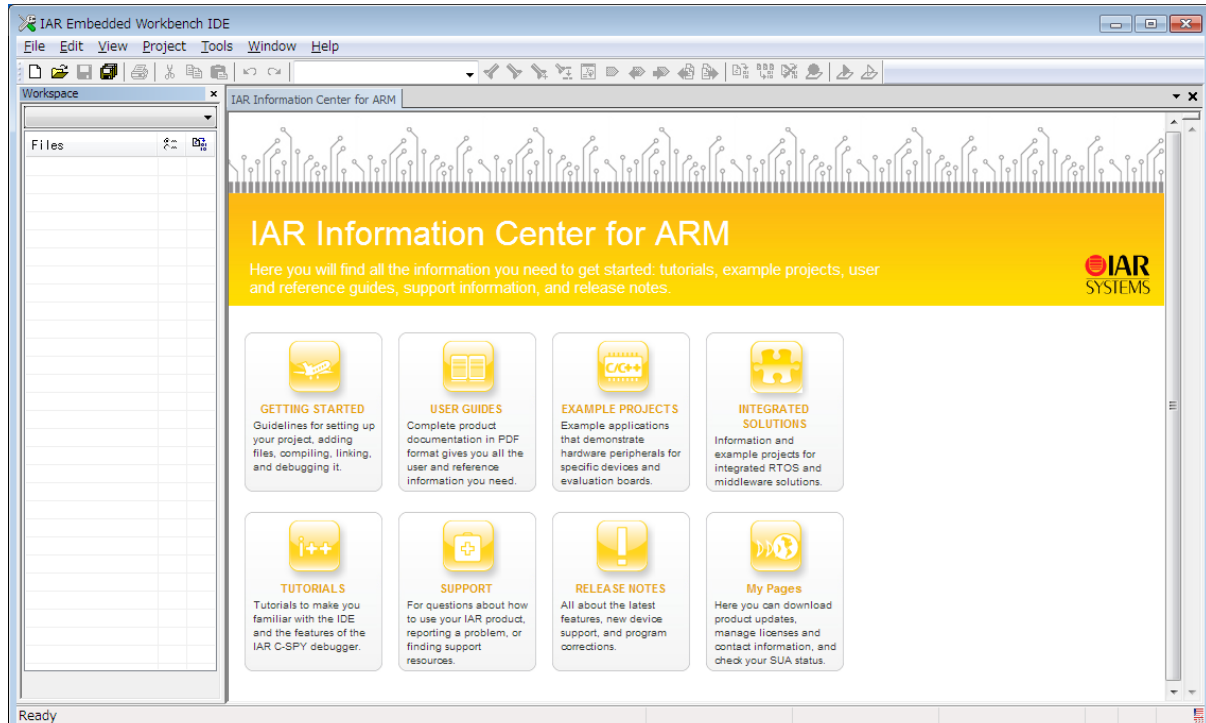 IAR Embedded Workbench IDE
File Edit View Project Tools Window Help
Workspace
IAR Information Center for ARM
Files
IAR Information Center for ARM
Here you will find all the information you need to get started: tutorials, example projects, user
and reference guides, support information, and release notes.
IAR
SYSTEMS
GETTING STARTED
Guidelines for setting up
your project, adding
files, compiling, linking,
and debugging it.
USER GUIDES
Complete product
documentation in PDF
format gives you all the
user and reference
information you need.
C/C++
EXAMPLE PROJECTS
Example applications
that demonstrate
hardware peripherals for
specific devices and
evaluation boards.
INTEGRATED
SOLUTIONS
Information and
example projects for
integrated RTOS and
middleware solutions.
i++
TUTORIALS
Tutorials to make you
familiar with the IDE
and the features of the
IAR C-SPY debugger.
SUPPORT
For questions about how
to use your IAR product,
reporting a problem, or
finding support
resources.
!
RELEASE NOTES
All about the latest
features, new device
support, and program
corrections.
My Pages
Here you can download
product updates,
manage licenses and
contact information, and
check your SUA status.
Ready